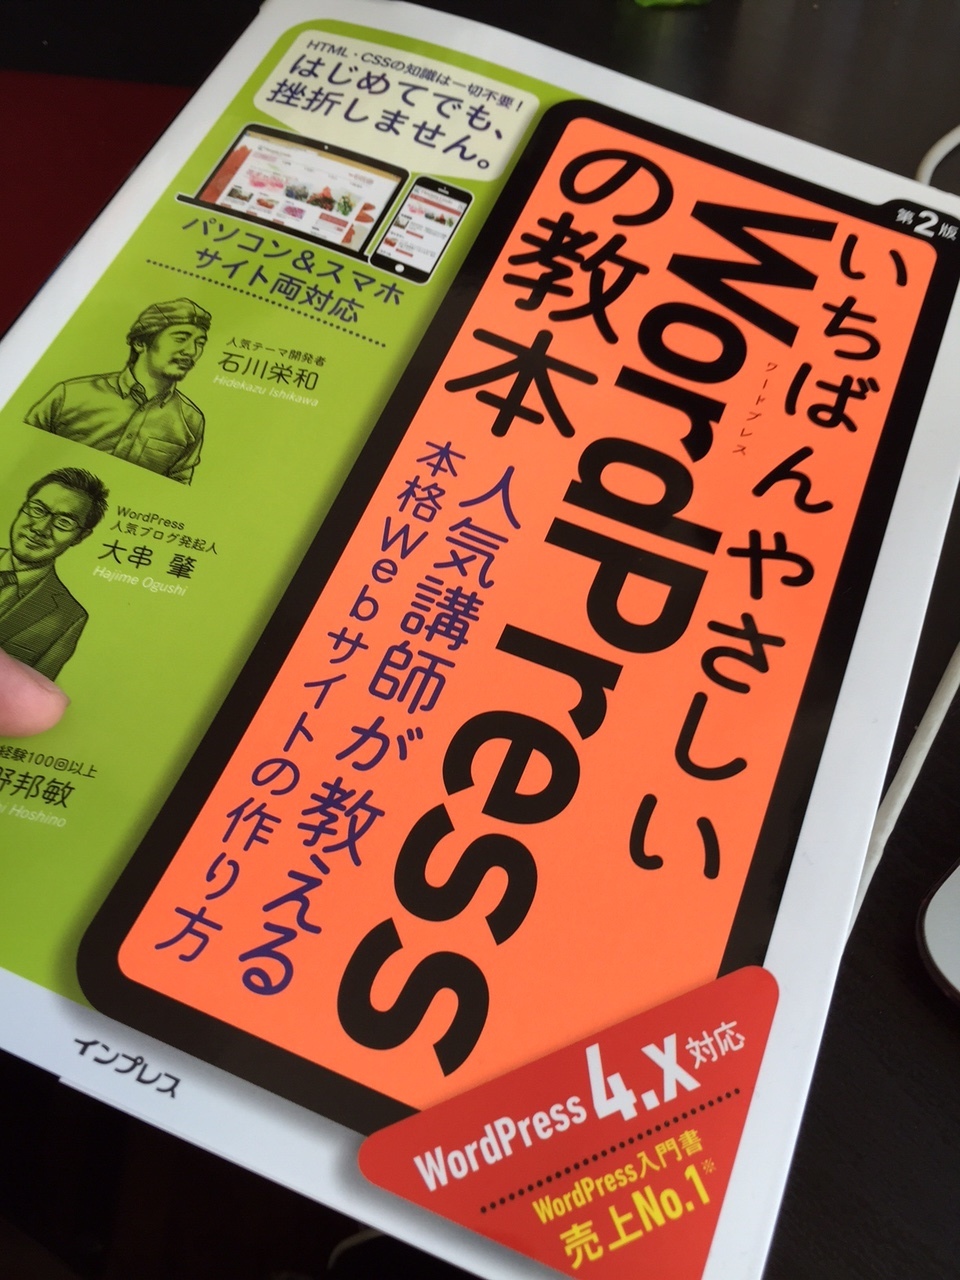 HTML・CSSの知識は一切不要！
はじめてでも、
挫折しません。
パソコン＆スマホ
サイト両対応
人気テーマ開発者
石川栄和
Hidekazu Ishikawa
WordPress
人気ブログ発起人
大串 肇
Hajime Ogushi
経験100回以上
野邦敏
Hoshino
第2版
いちばんやさしい
WordPress
ワードプレス
の教本
人気講師が教える
本格Webサイトの作り方
WordPress 4.x 対応
WordPress入門書
売上No.1※
インプレス